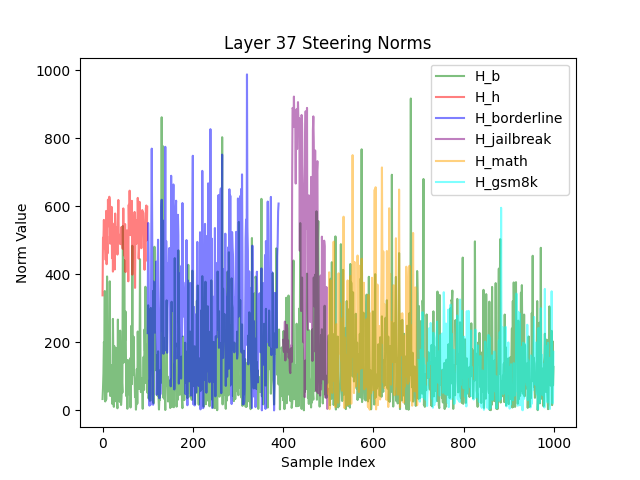 Layer 37 Steering Norms
Norm Value
1000
800
600
400
200
0
H_b
H_h
H_borderline
H_jailbreak
H_math
H_gsm8k
0 200 400 600 800 1000
Sample Index